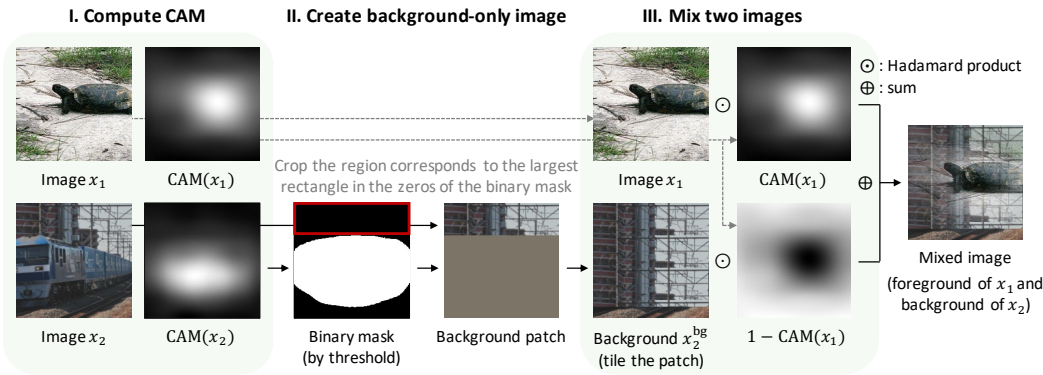 I. Compute CAM
II. Create background-only image
III. Mix two images
Image x₁
CAM(x₁)
Image x₂
CAM(x₂)
Crop the region corresponds to the largest
rectangle in the zeros of the binary mask
Binary mask
(by threshold)
Background patch
⊙
Image x₁
CAM(x₁)
⊙
Background x₂ᵇᵍ
(tile the patch)
1 − CAM(x₁)
⊙ : Hadamard product
⊕ : sum
⊕
Mixed image
(foreground of x₁ and
background of x₂)